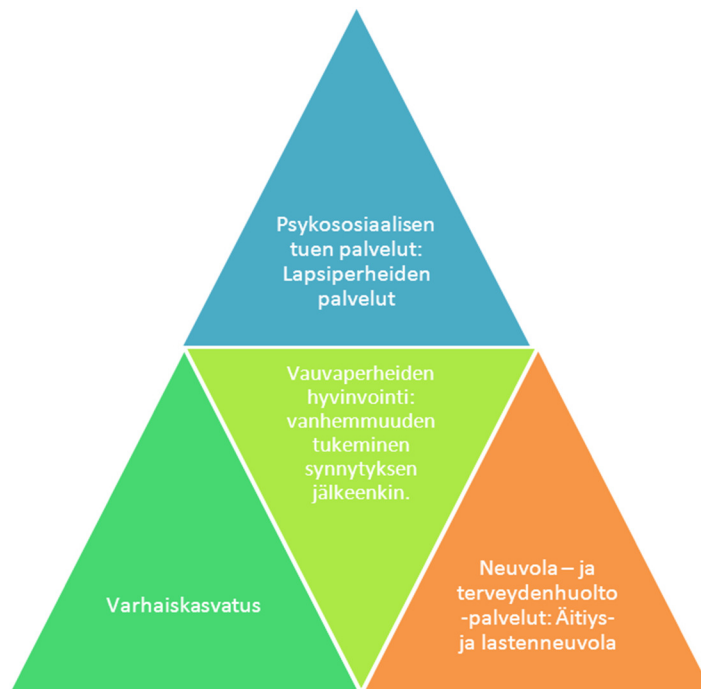 Psykososiaalisen
tuen palvelut:
Lapsiperheiden
palvelut
Vauvaperheiden
hyvinvointi:
vanhemmuuden
tukeminen
synnytyksen
jälkeenkin.
Varhaiskasvatus
Neuvola – ja
terveydenhuolto
-palvelut: Äitiys-
ja lastenneuvola